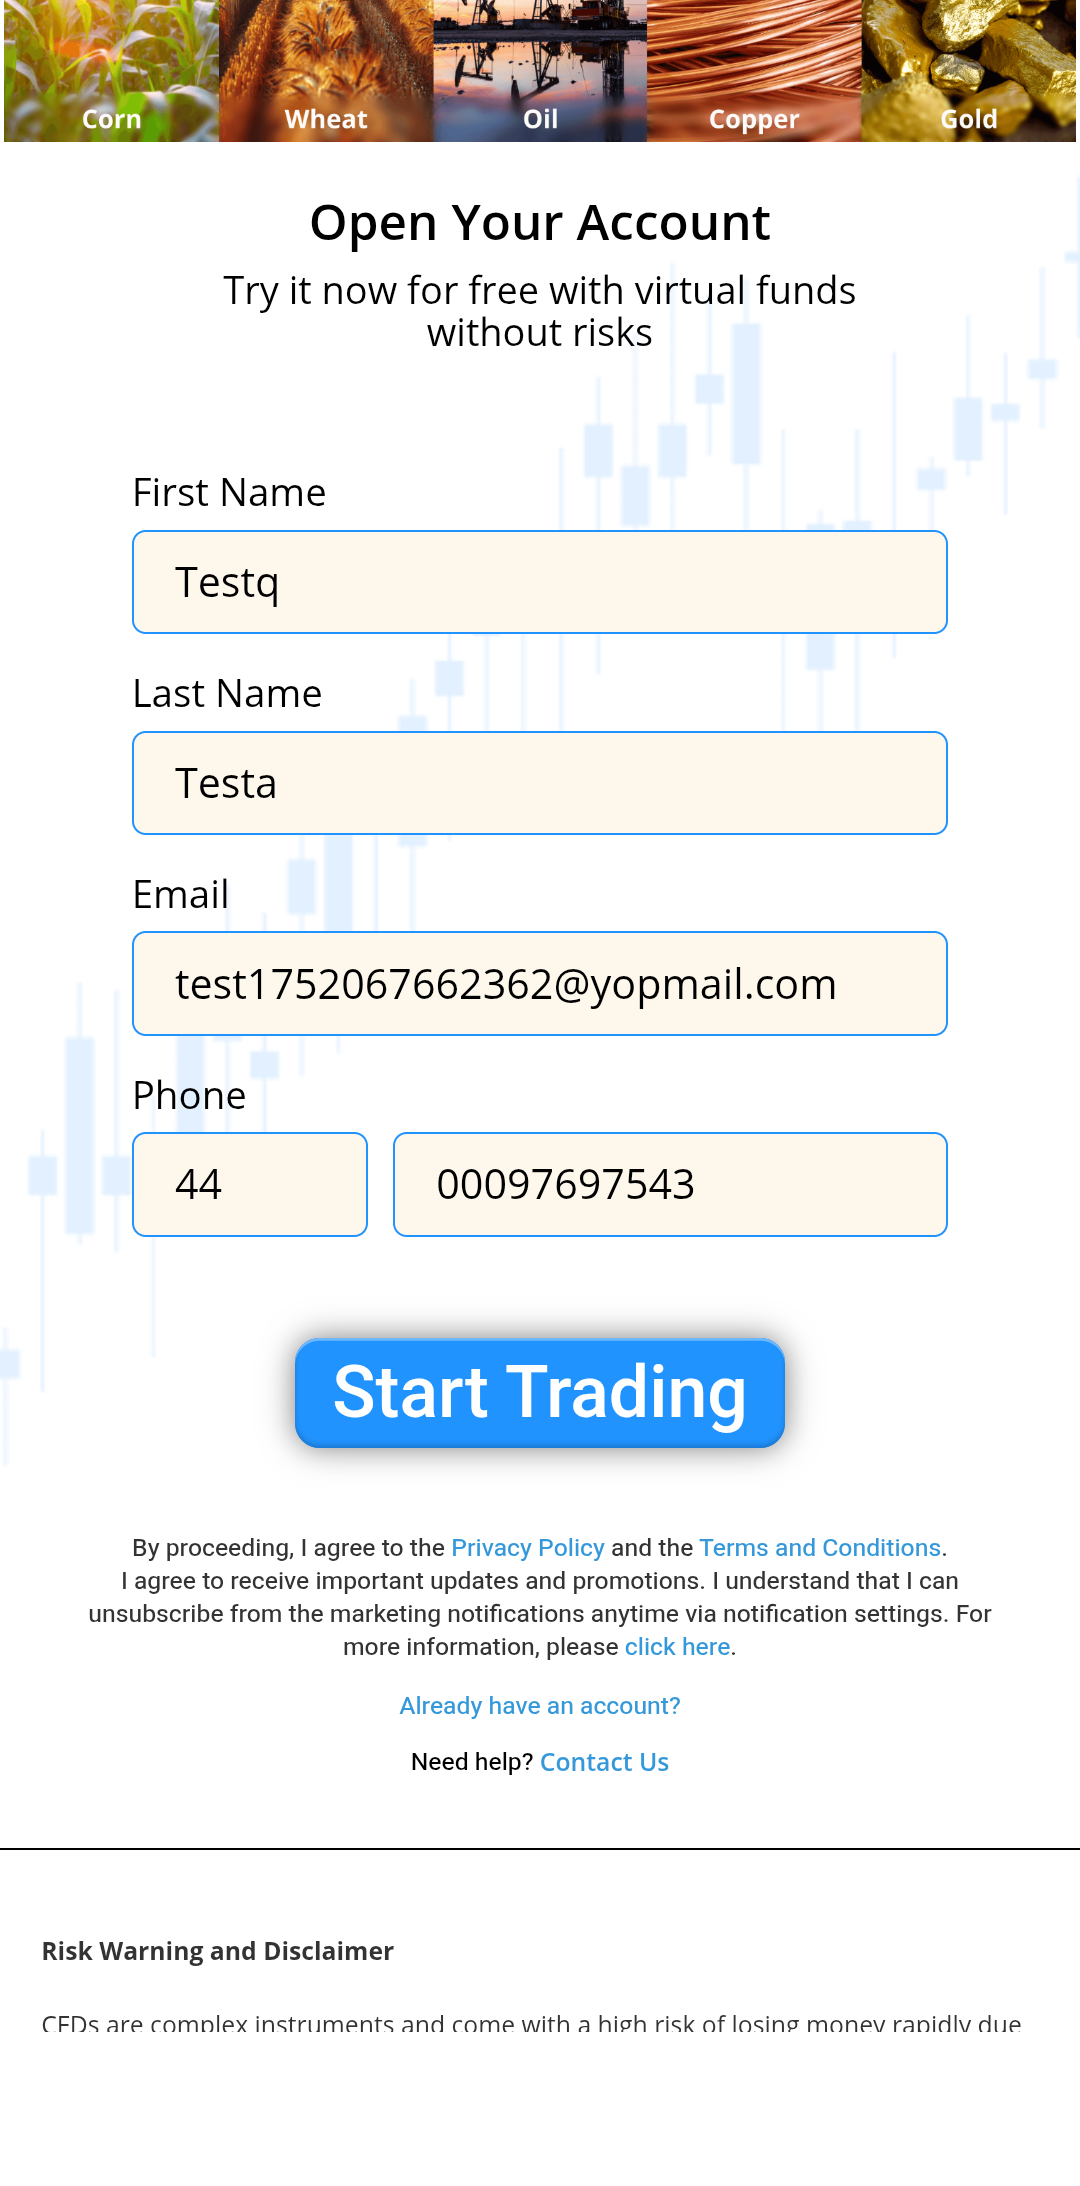 Corn Wheat Oil Copper Gold
Open Your Account
Try it now for free with virtual funds
without risks
First Name
Testq
Last Name
Testa
Email
test1752067662362@yopmail.com
Phone
44 00097697543
Start Trading
By proceeding, I agree to the Privacy Policy and the Terms and Conditions.
I agree to receive important updates and promotions. I understand that I can
unsubscribe from the marketing notifications anytime via notification settings. For
more information, please click here.
Already have an account?
Need help? Contact Us
Risk Warning and Disclaimer
CFDs are complex instruments and come with a high risk of losing money rapidly due